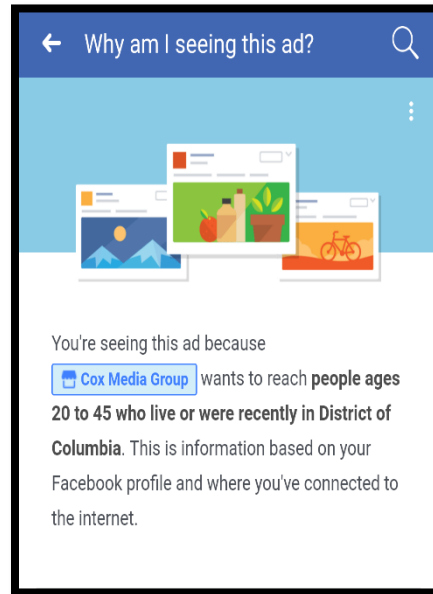 Why am I seeing this ad?
You're seeing this ad because
Cox Media Group wants to reach people ages
20 to 45 who live or were recently in District of
Columbia. This is information based on your
Facebook profile and where you've connected to
the internet.